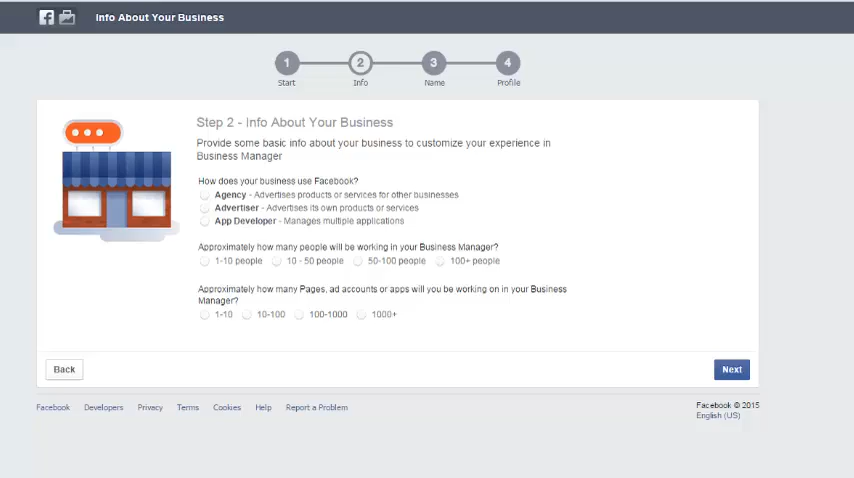 Info About Your Business
1 2 3 4
Start Info Name Profile
Step 2 - Info About Your Business
Provide some basic info about your business to customize your experience in
Business Manager
How does your business use Facebook?
Agency - Advertises products or services for other businesses
Advertiser - Advertises its own products or services
App Developer - Manages multiple applications
Approximately how many people will be working in your Business Manager?
1-10 people 10 - 50 people 50-100 people 100+ people
Approximately how many Pages, ad accounts or apps will you be working on in your Business
Manager?
1-10 10-100 100-1000 1000+
Back Next
Facebook Developers Privacy Terms Cookies Help Report a Problem Facebook © 2015
English (US)